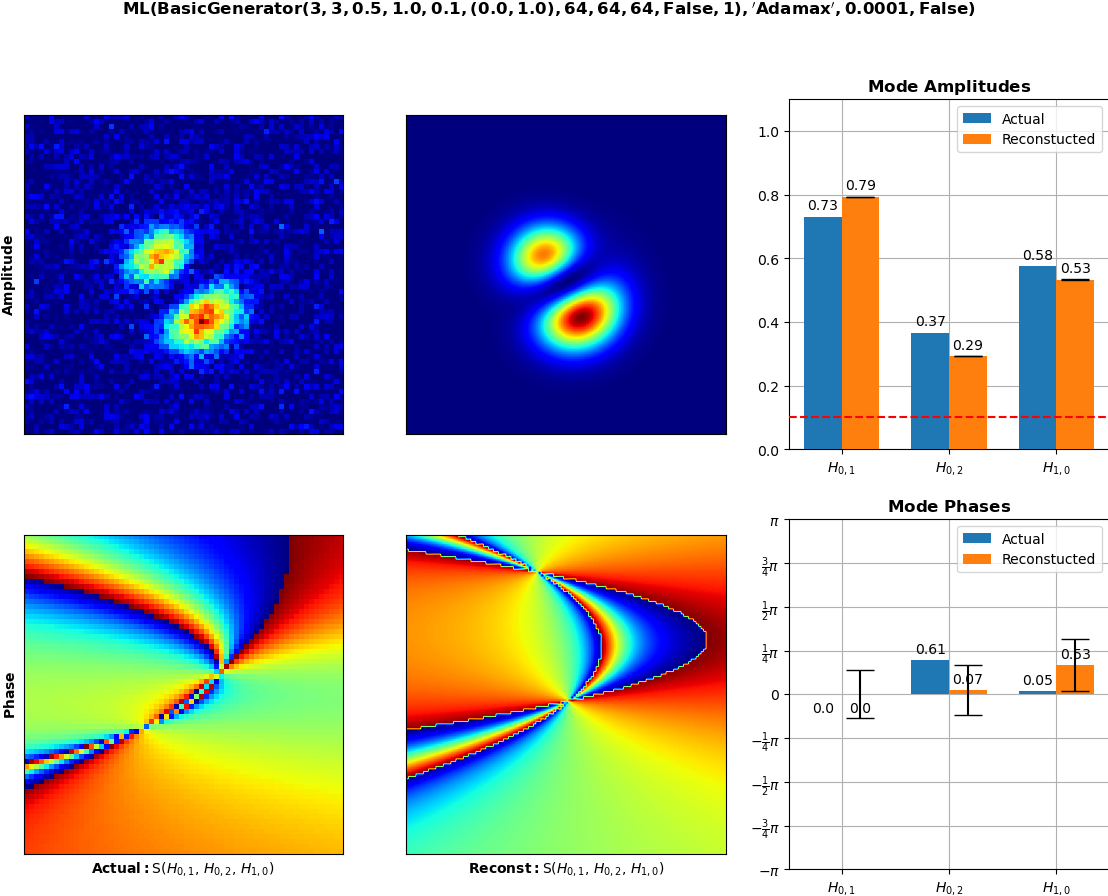 ML(BasicGenerator(3, 3, 0.5, 1.0, 0.1, (0.0, 1.0), 64, 64, 64, False, 1), ′Adamax′, 0.0001, False)
Amplitude
Mode Amplitudes
Actual
Reconstucted
1.0
0.8
0.6
0.4
0.2
0.0
0.73
0.79
0.37
0.29
0.58
0.53
H0, 1
H0, 2
H1, 0
Phase
Actual: S(H0, 1, H0, 2, H1, 0)
Reconst: S(H0, 1, H0, 2, H1, 0)
Mode Phases
Actual
Reconstucted
π
3/4π
1/2π
1/4π
0
−1/4π
−1/2π
−3/4π
−π
0.0
0.0
0.61
0.07
0.05
0.53
H0, 1
H0, 2
H1, 0